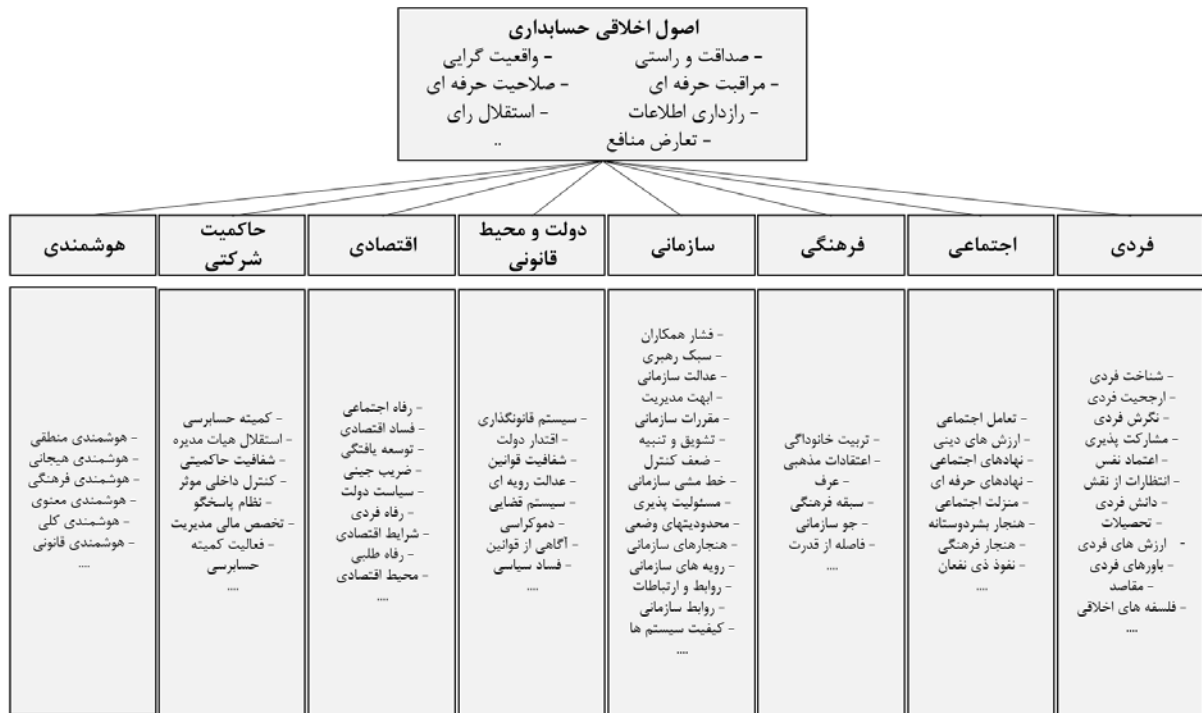 اصول اخلاقی حسابداری
- صداقت و راستی - واقعیت گرایی
- مراقبت حرفه ای - صلاحیت حرفه ای
- رازداری اطلاعات - استقلال رای
- تعارض منافع ..
فردی
- شناخت فردی
- ارجحیت فردی
- نگرش فردی
- مشارکت پذیری
- اعتماد نفس
- انتظارات از نقش
- دانش فردی
- تحصیلات
- ارزش های فردی
- باورهای فردی
- مقاصد
- فلسفه های اخلاقی
....
اجتماعی
- تعامل اجتماعی
- ارزش های دینی
- نهادهای اجتماعی
- نهادهای حرفه ای
- منزلت اجتماعی
- هنجار بشردوستانه
- هنجار فرهنگی
- نفوذ ذی نفعان
....
فرهنگی
- تربیت خانوداگی
- اعتقادات مذهبی
- عرف
- سبقه فرهنگی
- جو سازمانی
- فاصله از قدرت
....
سازمانی
- فشار همکاران
- سبک رهبری
- عدالت سازمانی
- ابهت مدیریت
- مقررات سازمانی
- تشویق و تنبیه
- ضعف کنترل
- خط مشی سازمانی
- مسئولیت پذیری
- محدودیتهای وضعی
- هنجارهای سازمانی
- رویه های سازمانی
- روابط و ارتباطات
- روابط سازمانی
- کیفیت سیستم ها
....
دولت و محیط
قانونی
- سیستم قانونگذاری
- اقتدار دولت
- شفافیت قوانین
- عدالت رویه ای
- سیستم قضایی
- دموکراسی
- آگاهی از قوانین
- فساد سیاسی
....
اقتصادی
- رفاه اجتماعی
- فساد اقتصادی
- توسعه یافتگی
- ضریب جینی
- سیاست دولت
- رفاه فردی
- شرایط اقتصادی
- رفاه طلبی
- محیط اقتصادی
....
حاکمیت
شرکتی
- کمیته حسابرسی
- استقلال هیات مدیره
- شفافیت حاکمیتی
- کنترل داخلی موثر
- نظام پاسخگو
- تخصص مالی مدیریت
- فعالیت کمیته
حسابرسی
....
هوشمندی
- هوشمندی منطقی
- هوشمندی هیجانی
- هوشمندی فرهنگی
- هوشمندی معنوی
- هوشمندی کلی
- هوشمندی قانونی
....